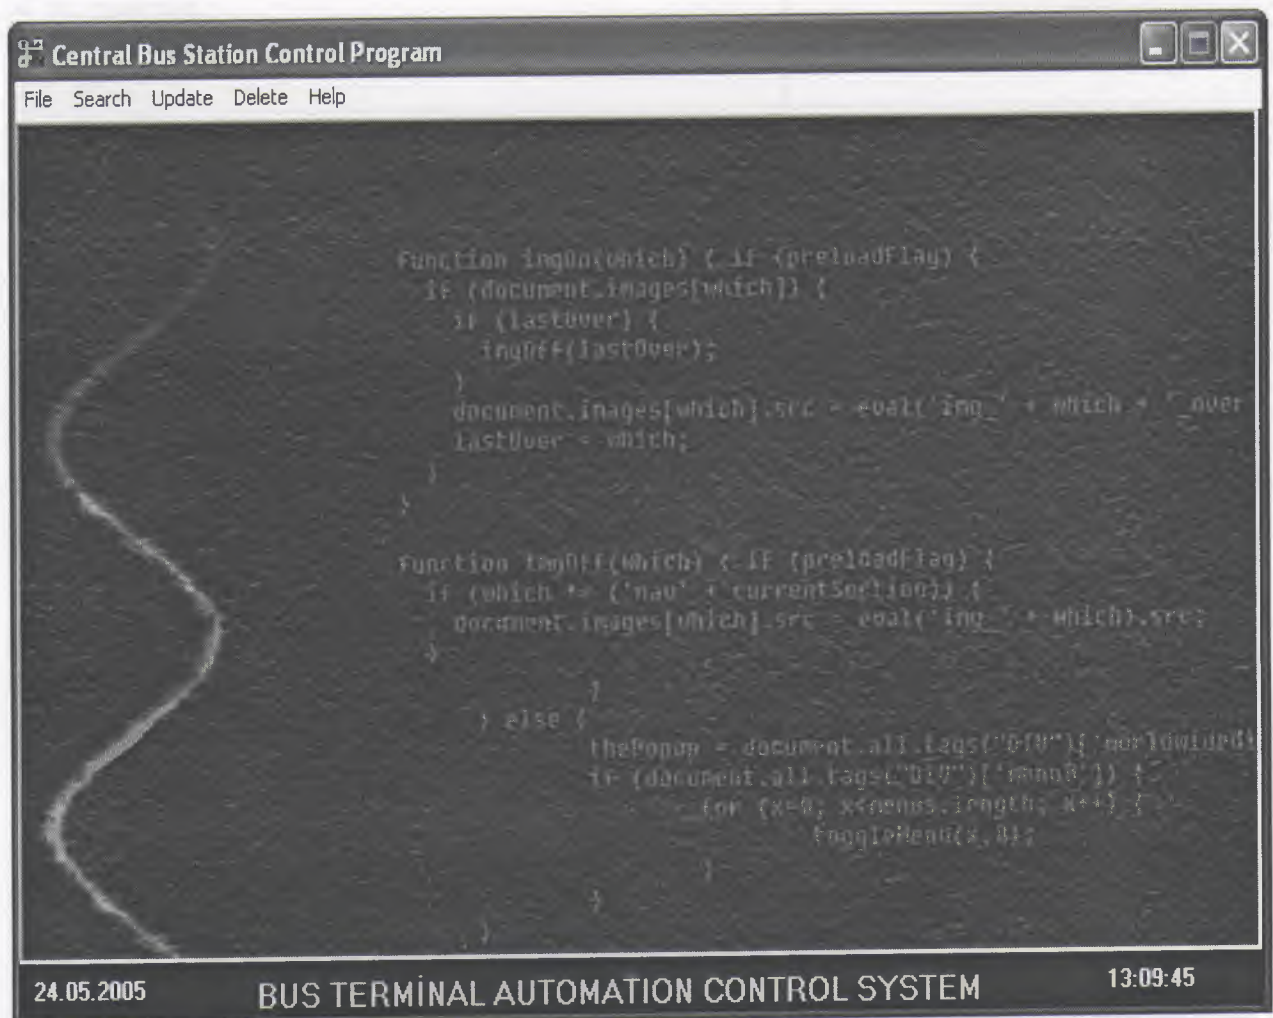 Central Bus Station Control Program
File Search Update Delete Help
Function imgOn(which) { if (preloadFlag) {
if (document.images[which]) {
if (lastOver) {
imgOff(lastOver);
}
document.images[which].src = eval('img_' + which + '_over
lastOver = which;
}
}
Function imgOff(which) { if (preloadFlag) {
if (which != ('nav' + currentSection)) {
document.images[which].src = eval('img_' + which).src;
}
}
} else {
thePopup = document.all.tags("DIV")[
if (document.all.tags("DIV")[ ]) {
for (x=0; x<menus.length; x++) {
toggleMenu(x,0);
}
}
}
24.05.2005 BUS TERMİNAL AUTOMATION CONTROL SYSTEM 13:09:45